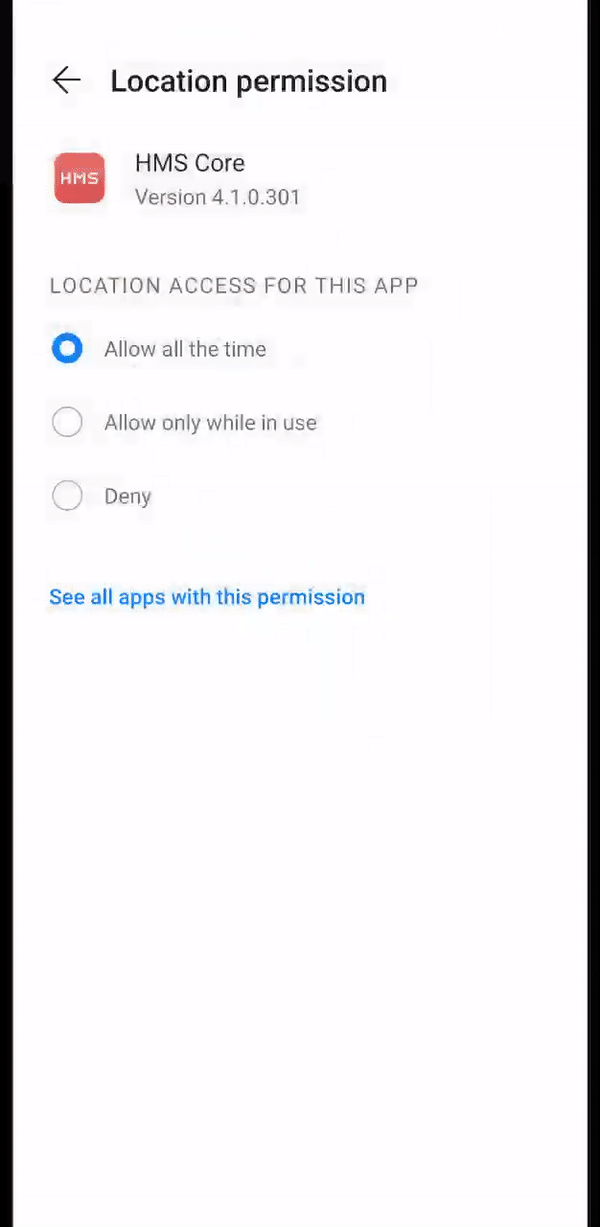 Location permission
HMS
HMS Core
Version 4.1.0.301
LOCATION ACCESS FOR THIS APP
Allow all the time
Allow only while in use
Deny
See all apps with this permission